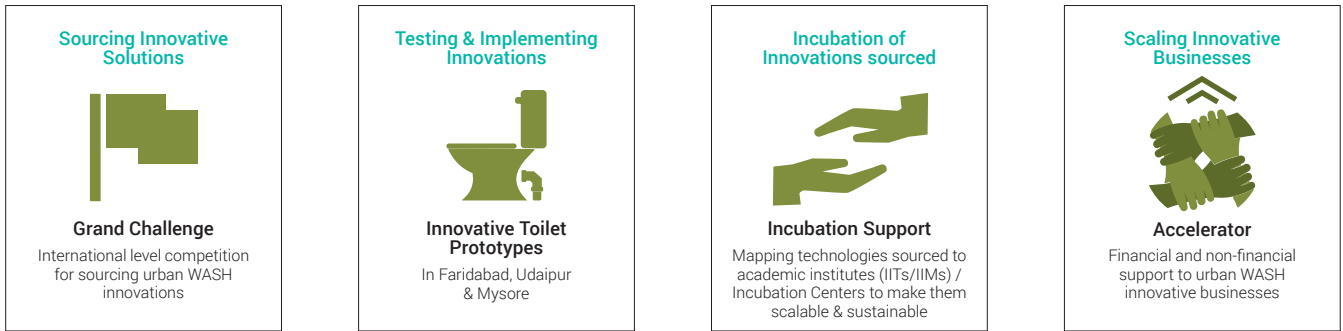 Sourcing Innovative
Solutions
Grand Challenge
International level competition
for sourcing urban WASH
innovations
Testing & Implementing
Innovations
Innovative Toilet
Prototypes
In Faridabad, Udaipur
& Mysore
Incubation of
Innovations sourced
Incubation Support
Mapping technologies sourced to
academic institutes (IITs/IIMs) /
Incubation Centers to make them
scalable & sustainable
Scaling Innovative
Businesses
Accelerator
Financial and non-financial
support to urban WASH
innovative businesses